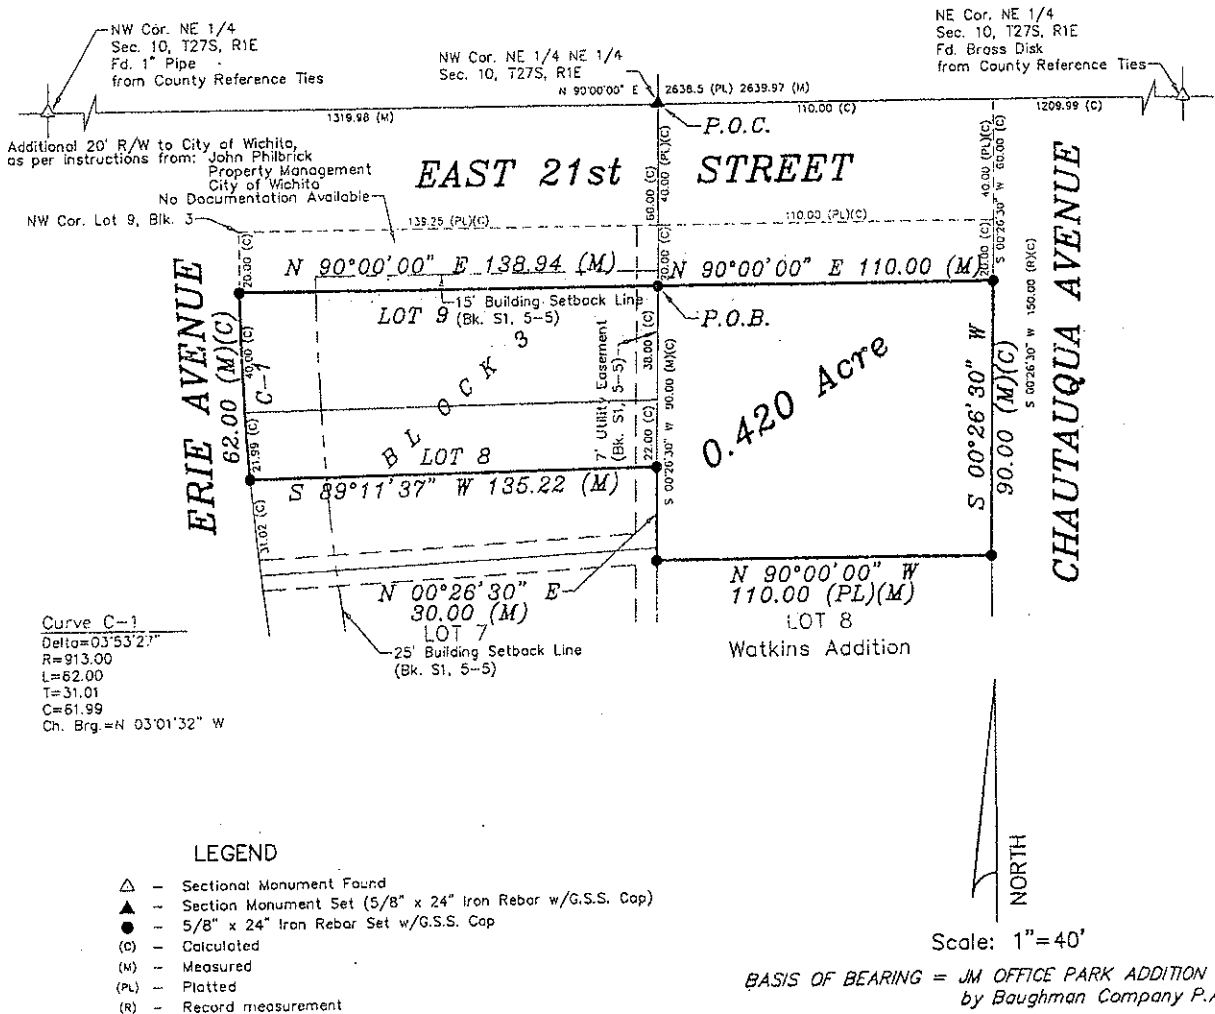 NW Cor. NE 1/4
Sec. 10, T27S, R1E
Fd. 1" Pipe
from County Reference Ties
NW Cor. NE 1/4 NE 1/4
Sec. 10, T27S, R1E
NE Cor. NE 1/4
Sec. 10, T27S, R1E
Fd. Brass Disk
from County Reference Ties
N 90°00'00" E 2638.5 (PL) 2639.97 (M)
1319.98 (M)
110.00 (C)
1209.99 (C)
P.O.C.
Additional 20' R/W to City of Wichita,
as per instructions from: John Philbrick
Property Management
City of Wichita
No Documentation Available
EAST 21st STREET
60.00 (C)
40.00 (PL)(C)
40.00 (PL)(C)
S 00°26'30" W 60.00 (C)
NW Cor. Lot 9, Blk. 3
139.25 (PL)(C)
110.00 (PL)(C)
20.00 (C)
20.00 (C)
20.00 (C)
N 90°00'00" E 138.94 (M)
N 90°00'00" E 110.00 (M)
15' Building Setback Line
(Bk. S1, 5-5)
LOT 9
P.O.B.
ERIE AVENUE
62.00 (M)(C)
40.00 (C)
C-1
21.99 (C)
31.02 (C)
BLOCK 3
7' Utility Easement
(Bk. S1, 5-5)
38.00 (C)
22.00 (C)
S 00°26'30" W 90.00 (M)(C)
0.420 Acre
S 00°26'30" W
90.00 (M)(C)
S 00°26'30" W 150.00 (R)(C)
CHAUTAUQUA AVENUE
LOT 8
S 89°11'37" W 135.22 (M)
N 00°26'30" E
30.00 (M)
LOT 7
25' Building Setback Line
(Bk. S1, 5-5)
N 90°00'00" W
110.00 (PL)(M)
LOT 8
Watkins Addition
Curve C-1
Delta=03°53'27"
R=913.00
L=62.00
T=31.01
C=61.99
Ch. Brg.=N 03°01'32" W
LEGEND
△ – Sectional Monument Found
▲ – Section Monument Set (5/8" x 24" Iron Rebar w/G.S.S. Cap)
● – 5/8" x 24" Iron Rebar Set w/G.S.S. Cap
(C) – Calculated
(M) – Measured
(PL) – Platted
(R) – Record measurement
NORTH
Scale: 1"=40'
BASIS OF BEARING = JM OFFICE PARK ADDITION
by Baughman Company P.A